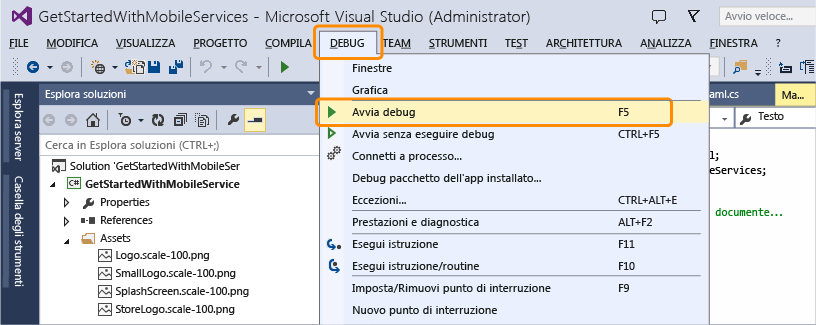 GetStartedWithMobileServices - Microsoft Visual Studio (Administrator)
Avvio veloce...
FILE MODIFICA VISUALIZZA PROGETTO COMPILA DEBUG TEAM STRUMENTI TEST ARCHITETTURA ANALIZZA FINESTRA ?
Esplora server
Casella degli strumenti
Esplora soluzioni
Cerca in Esplora soluzioni (CTRL+;)
Solution 'GetStartedWithMobileSer
C# GetStartedWithMobileService
Properties
References
Assets
Logo.scale-100.png
SmallLogo.scale-100.png
SplashScreen.scale-100.png
StoreLogo.scale-100.png
Finestre
Grafica
Avvia debug F5
Avvia senza eseguire debug CTRL+F5
Connetti a processo...
Debug pacchetto dell'app installato...
Eccezioni... CTRL+ALT+E
Prestazioni e diagnostica ALT+F2
Esegui istruzione F11
Esegui istruzione/routine F10
Imposta/Rimuovi punto di interruzione F9
Nuovo punto di interruzione
aml.cs
Ma...
Testo
l;
eServices;
documente...